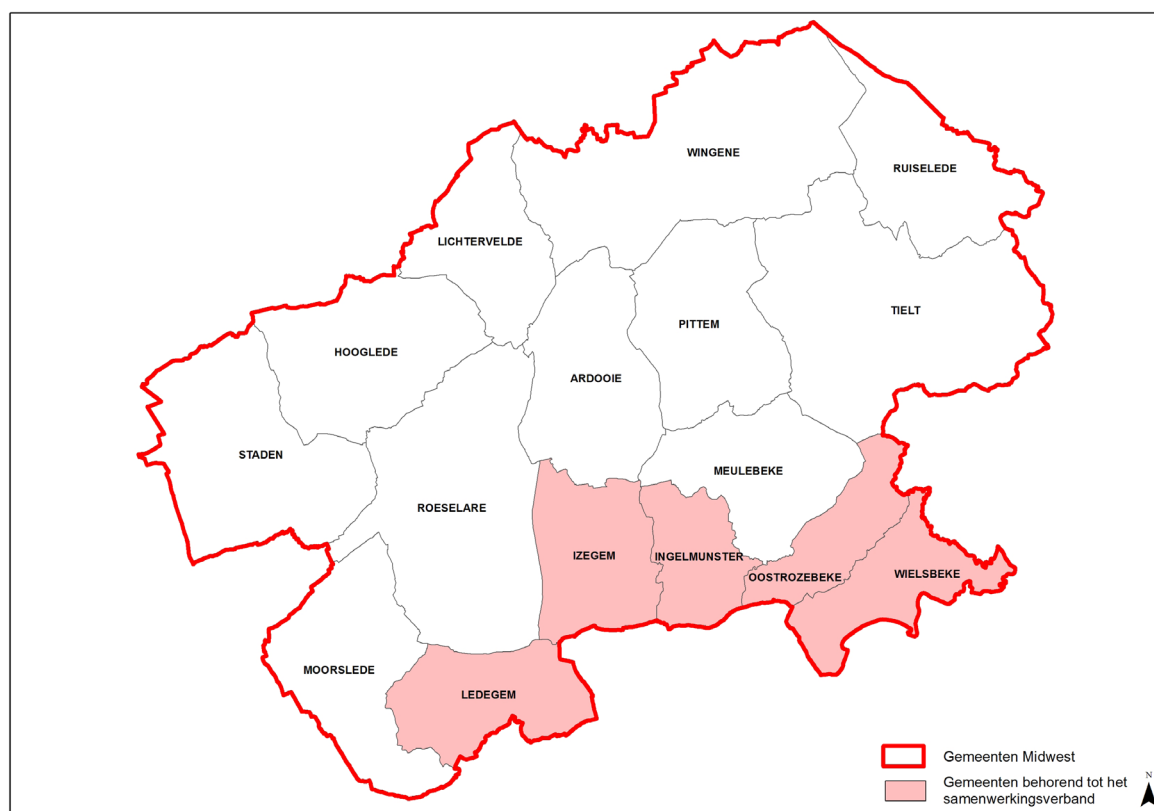 WINGENE
RUISELEDE
LICHTERVELDE
TIELT
PITTEM
HOOGLEDE
ARDOOIE
STADEN
MEULEBEKE
ROESELARE
IZEGEM
INGELMUNSTER
OOSTROZEBEKE
WIELSBEKE
MOORSLEDE
LEDEGEM
Gemeenten Midwest
Gemeenten behorend tot het
samenwerkingsverband
N